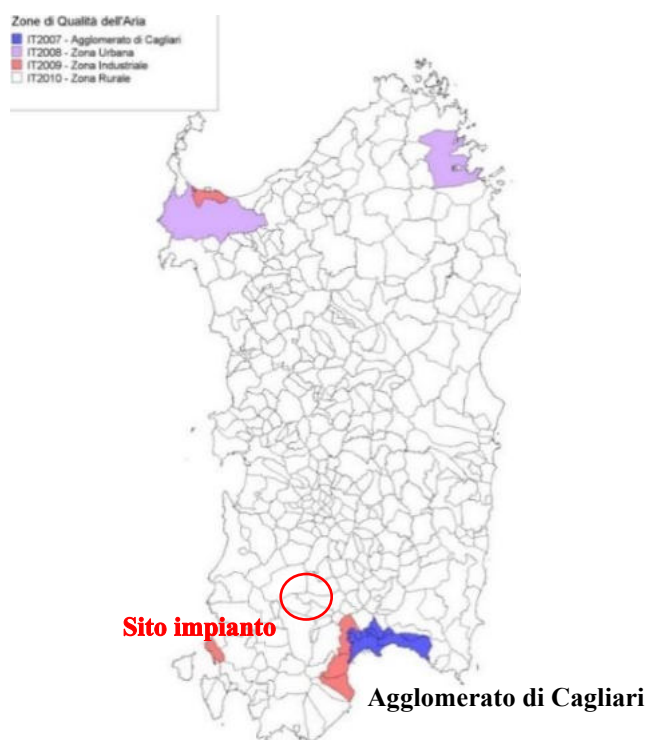 Zone di Qualità dell'Aria
IT2007 - Agglomerato di Cagliari
IT2008 - Zona Urbana
IT2009 - Zona Industriale
IT2010 - Zona Rurale
Sito impianto
Agglomerato di Cagliari